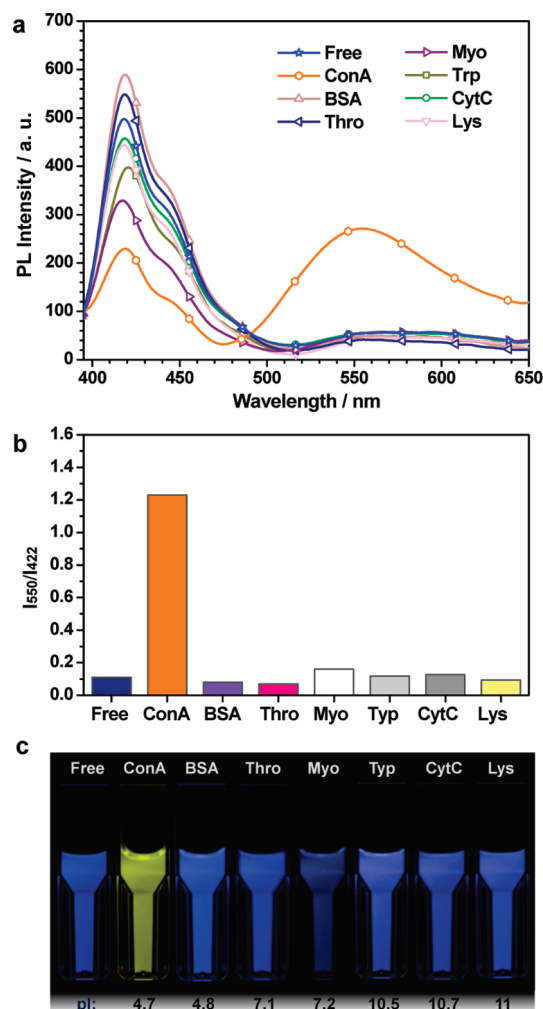 a
700
600
500
400
300
200
100
0
PL Intensity / a. u.
Free
ConA
BSA
Thro
Myo
Trp
CytC
Lys
400 450 500 550 600 650
Wavelength / nm
b
1.6
1.4
1.2
1.0
0.8
0.6
0.4
0.2
0.0
I550/I422
Free ConA BSA Thro Myo Typ CytC Lys
c
Free ConA BSA Thro Myo Typ CytC Lys
pI: 4.7 4.8 7.1 7.2 10.5 10.7 11